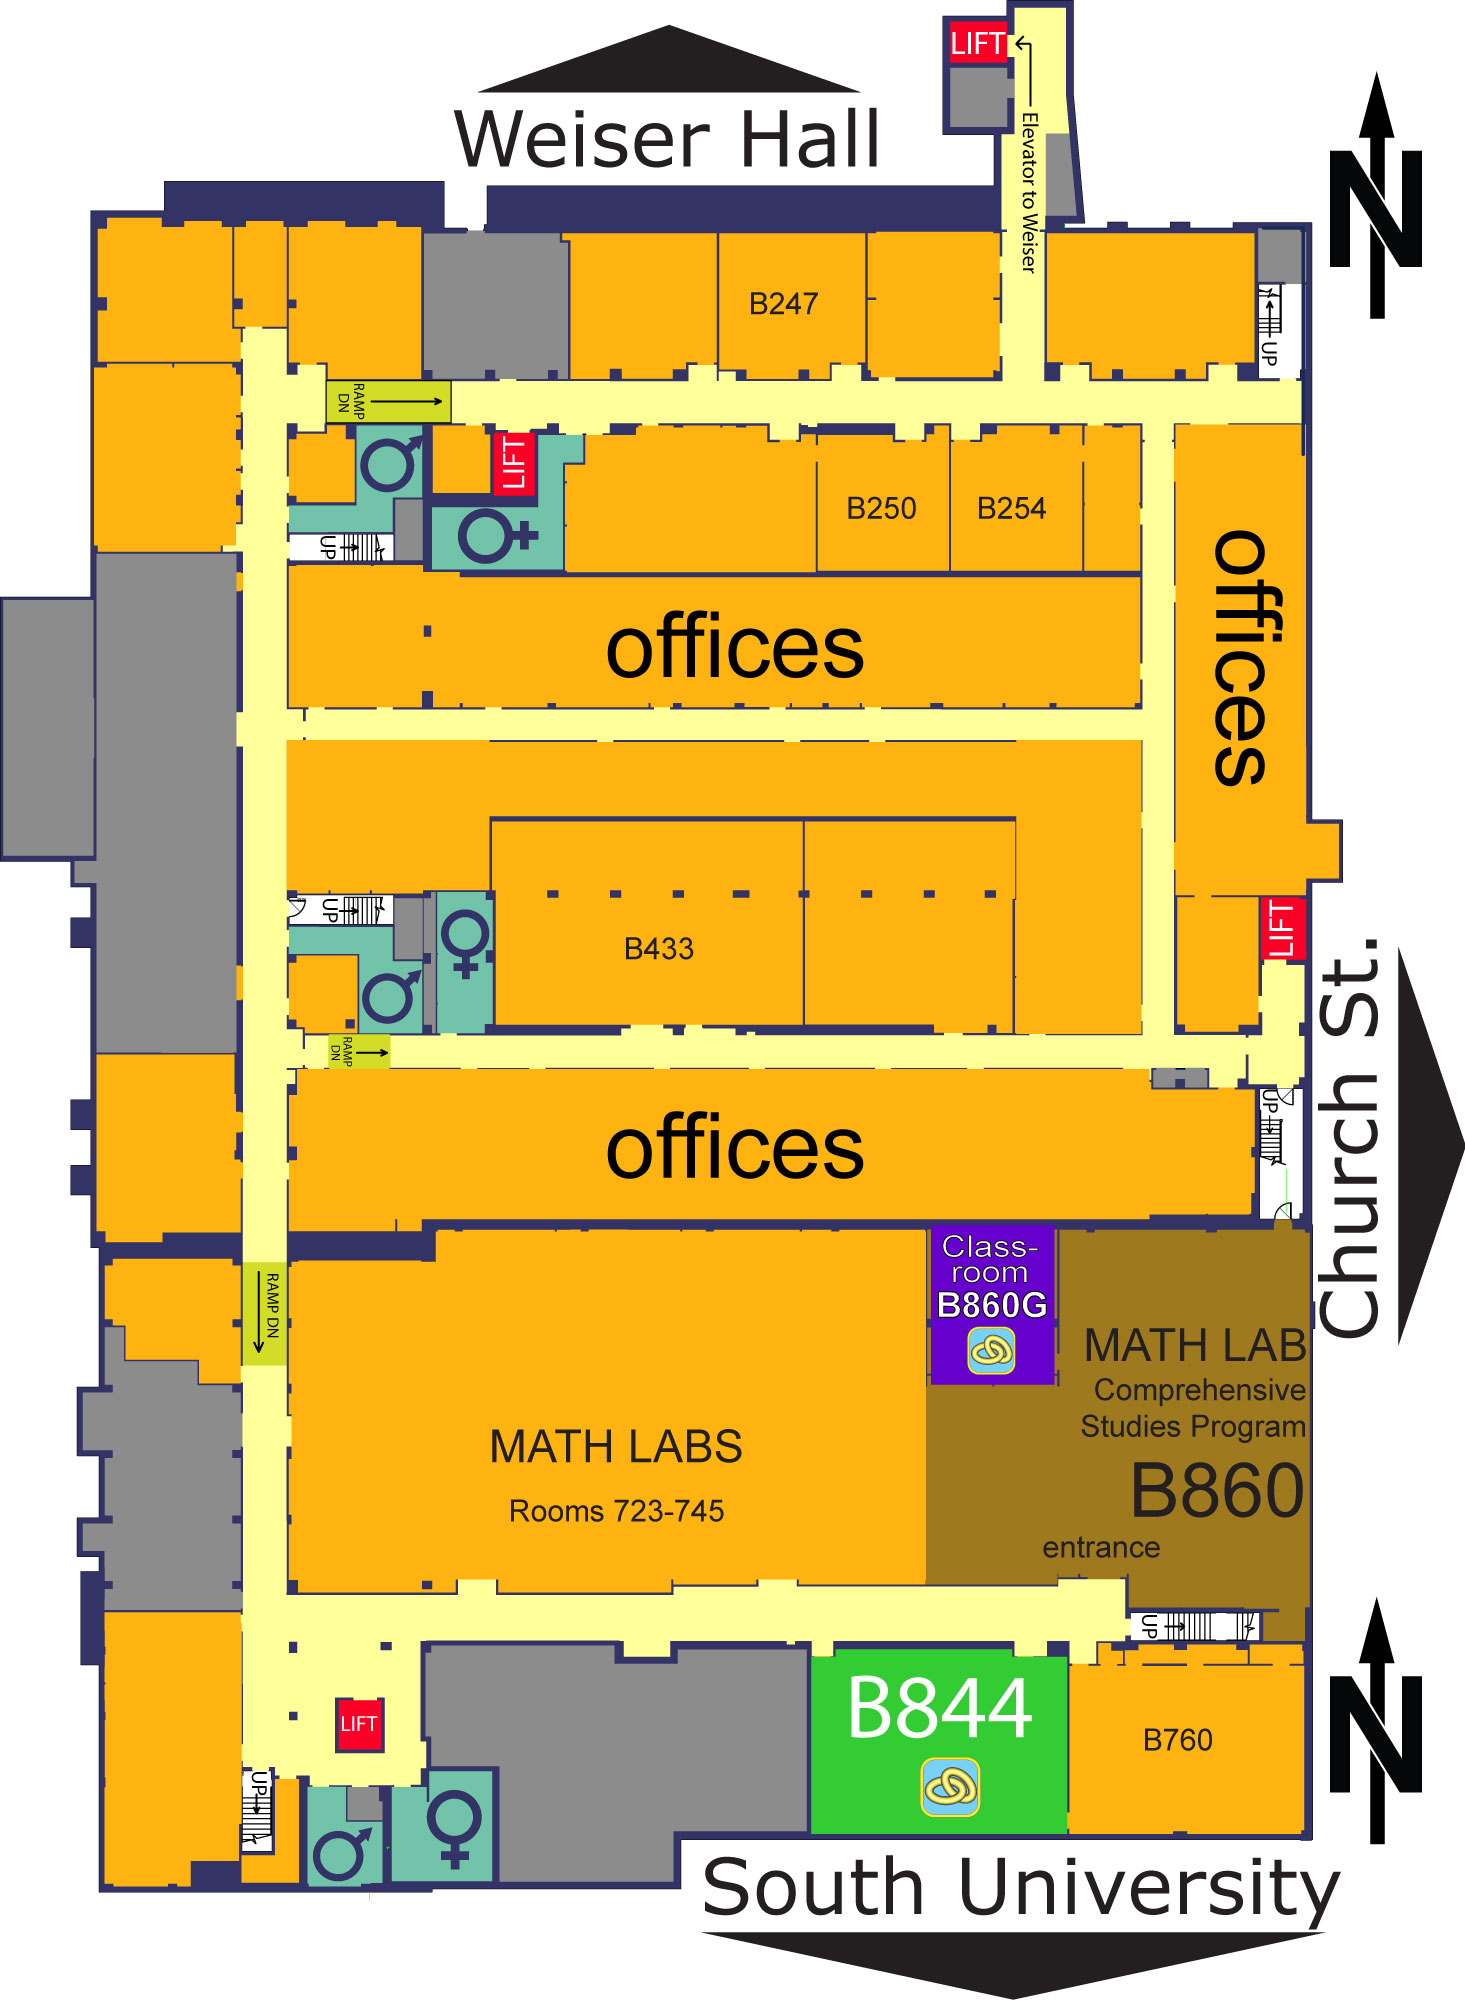 LIFT
Elevator to Weiser
Weiser Hall
N
B247
UP
RAMP
DN
LIFT
B250
B254
UP
offices
offices
UP
B433
LIFT
RAMP
DN
Church St.
UP
offices
RAMP DN
Class-
room
B860G
MATH LAB
Comprehensive
Studies Program
B860
entrance
MATH LABS
Rooms 723-745
UP
LIFT
B844
B760
N
UP
South University